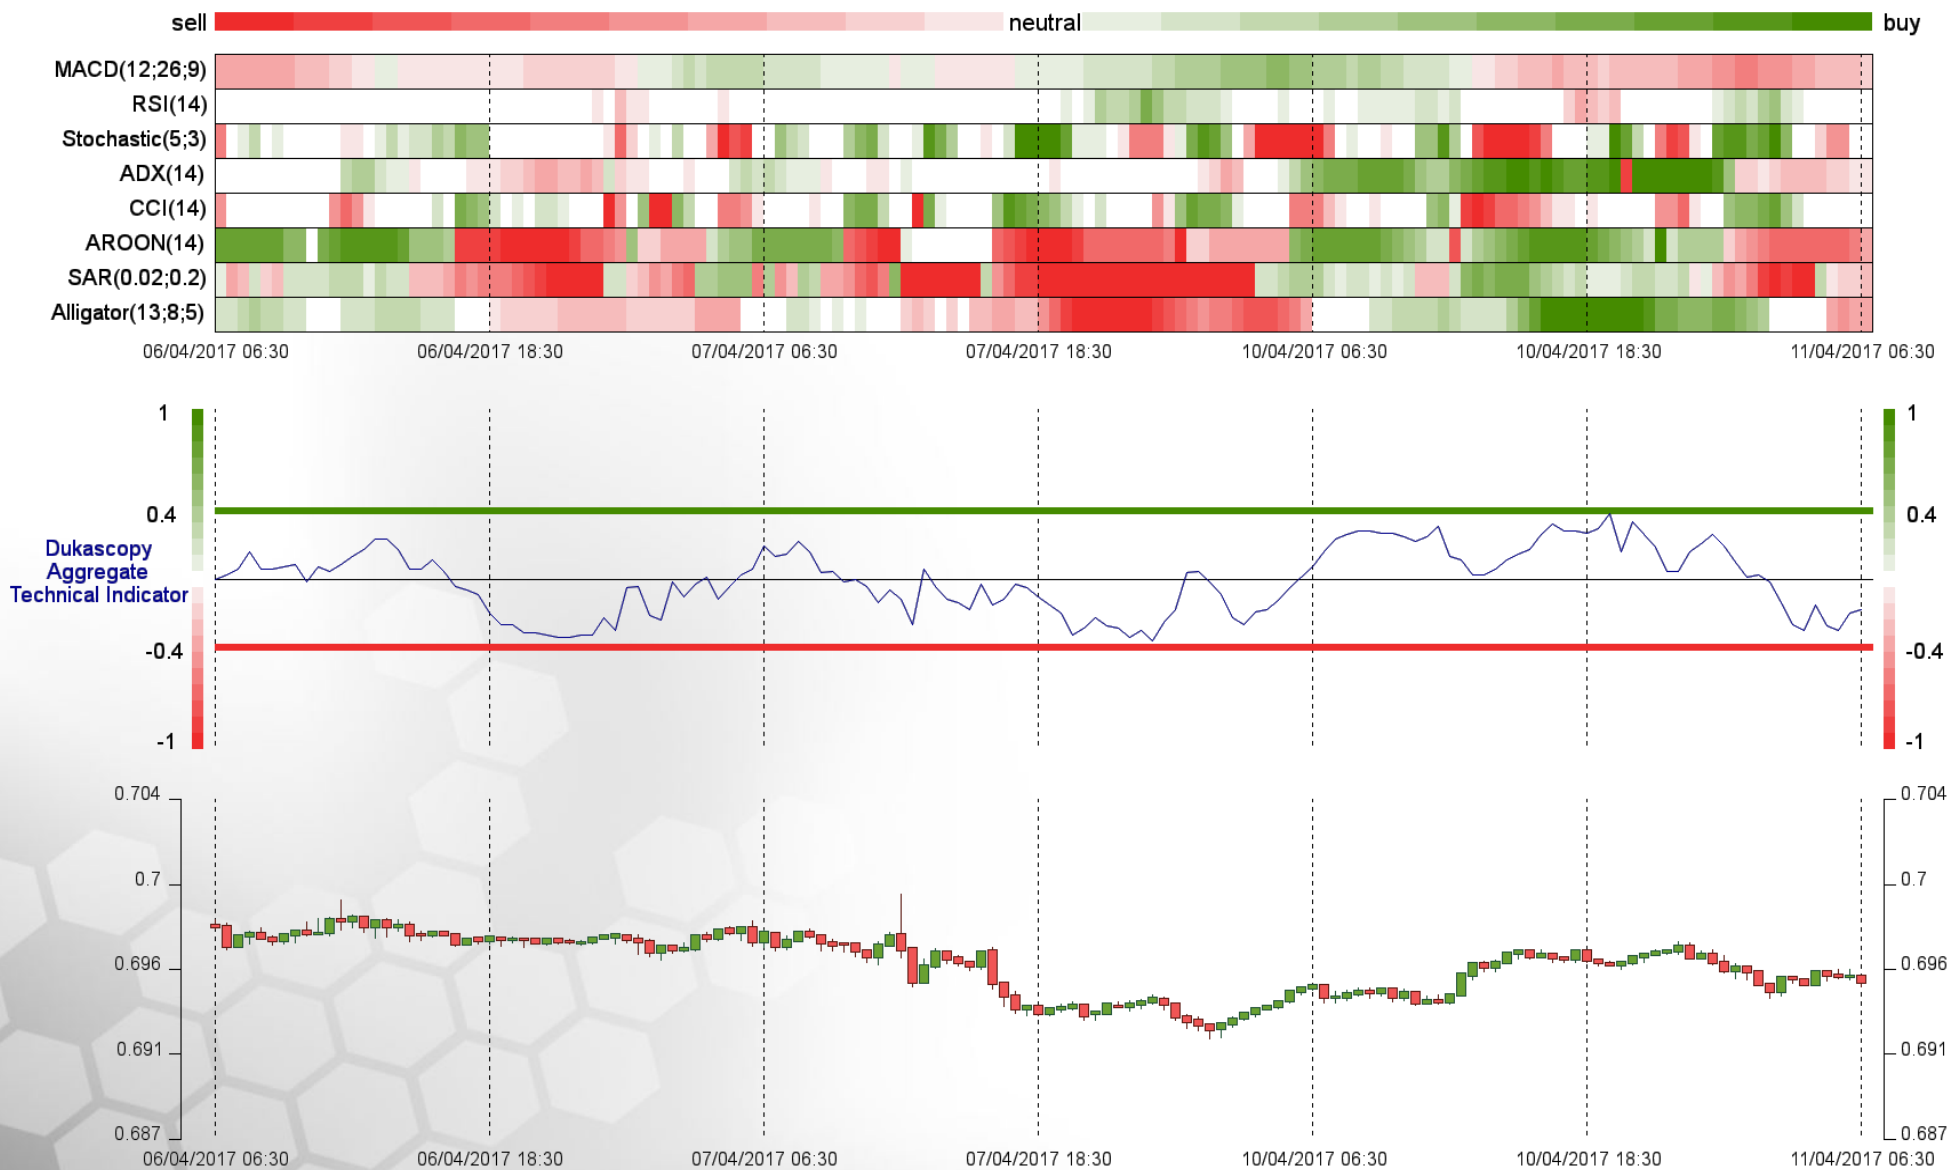 sell neutral buy
MACD(12;26;9)
RSI(14)
Stochastic(5;3)
ADX(14)
CCI(14)
AROON(14)
SAR(0.02;0.2)
Alligator(13;8;5)
06/04/2017 06:30 06/04/2017 18:30 07/04/2017 06:30 07/04/2017 18:30 10/04/2017 06:30 10/04/2017 18:30 11/04/2017 06:30
1 1
0.4 0.4
Dukascopy
Aggregate
Technical Indicator
-0.4 -0.4
-1 -1
0.704 0.704
0.7 0.7
0.696 0.696
0.691 0.691
0.687 0.687
06/04/2017 06:30 06/04/2017 18:30 07/04/2017 06:30 07/04/2017 18:30 10/04/2017 06:30 10/04/2017 18:30 11/04/2017 06:30